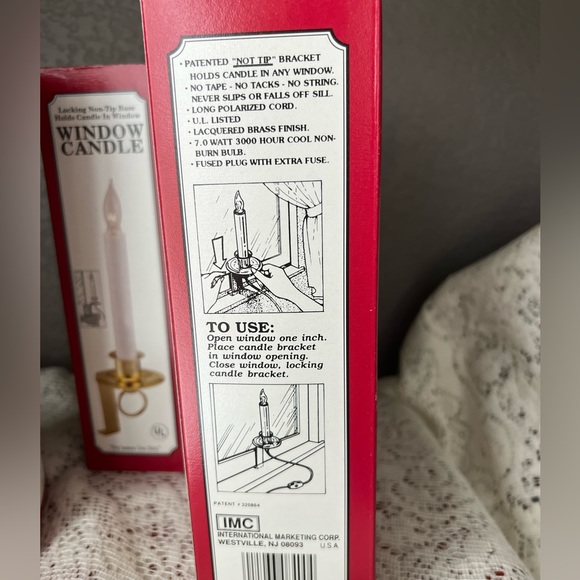 Locking Non-Tip Base
Holds Candle In Window
WINDOW
CANDLE
UL
• PATENTED "NOT TIP" BRACKET
HOLDS CANDLE IN ANY WINDOW.
• NO TAPE - NO TACKS - NO STRING.
NEVER SLIPS OR FALLS OFF SILL.
• LONG POLARIZED CORD.
• U.L. LISTED
• LACQUERED BRASS FINISH.
• 7.0 WATT 3000 HOUR COOL NON-
BURN BULB.
• FUSED PLUG WITH EXTRA FUSE.
TO USE:
Open window one inch.
Place candle bracket
in window opening.
Close window, locking
candle bracket.
PATENT # 320864
IMC
INTERNATIONAL MARKETING CORP.
WESTVILLE, NJ 08093 U.S.A.